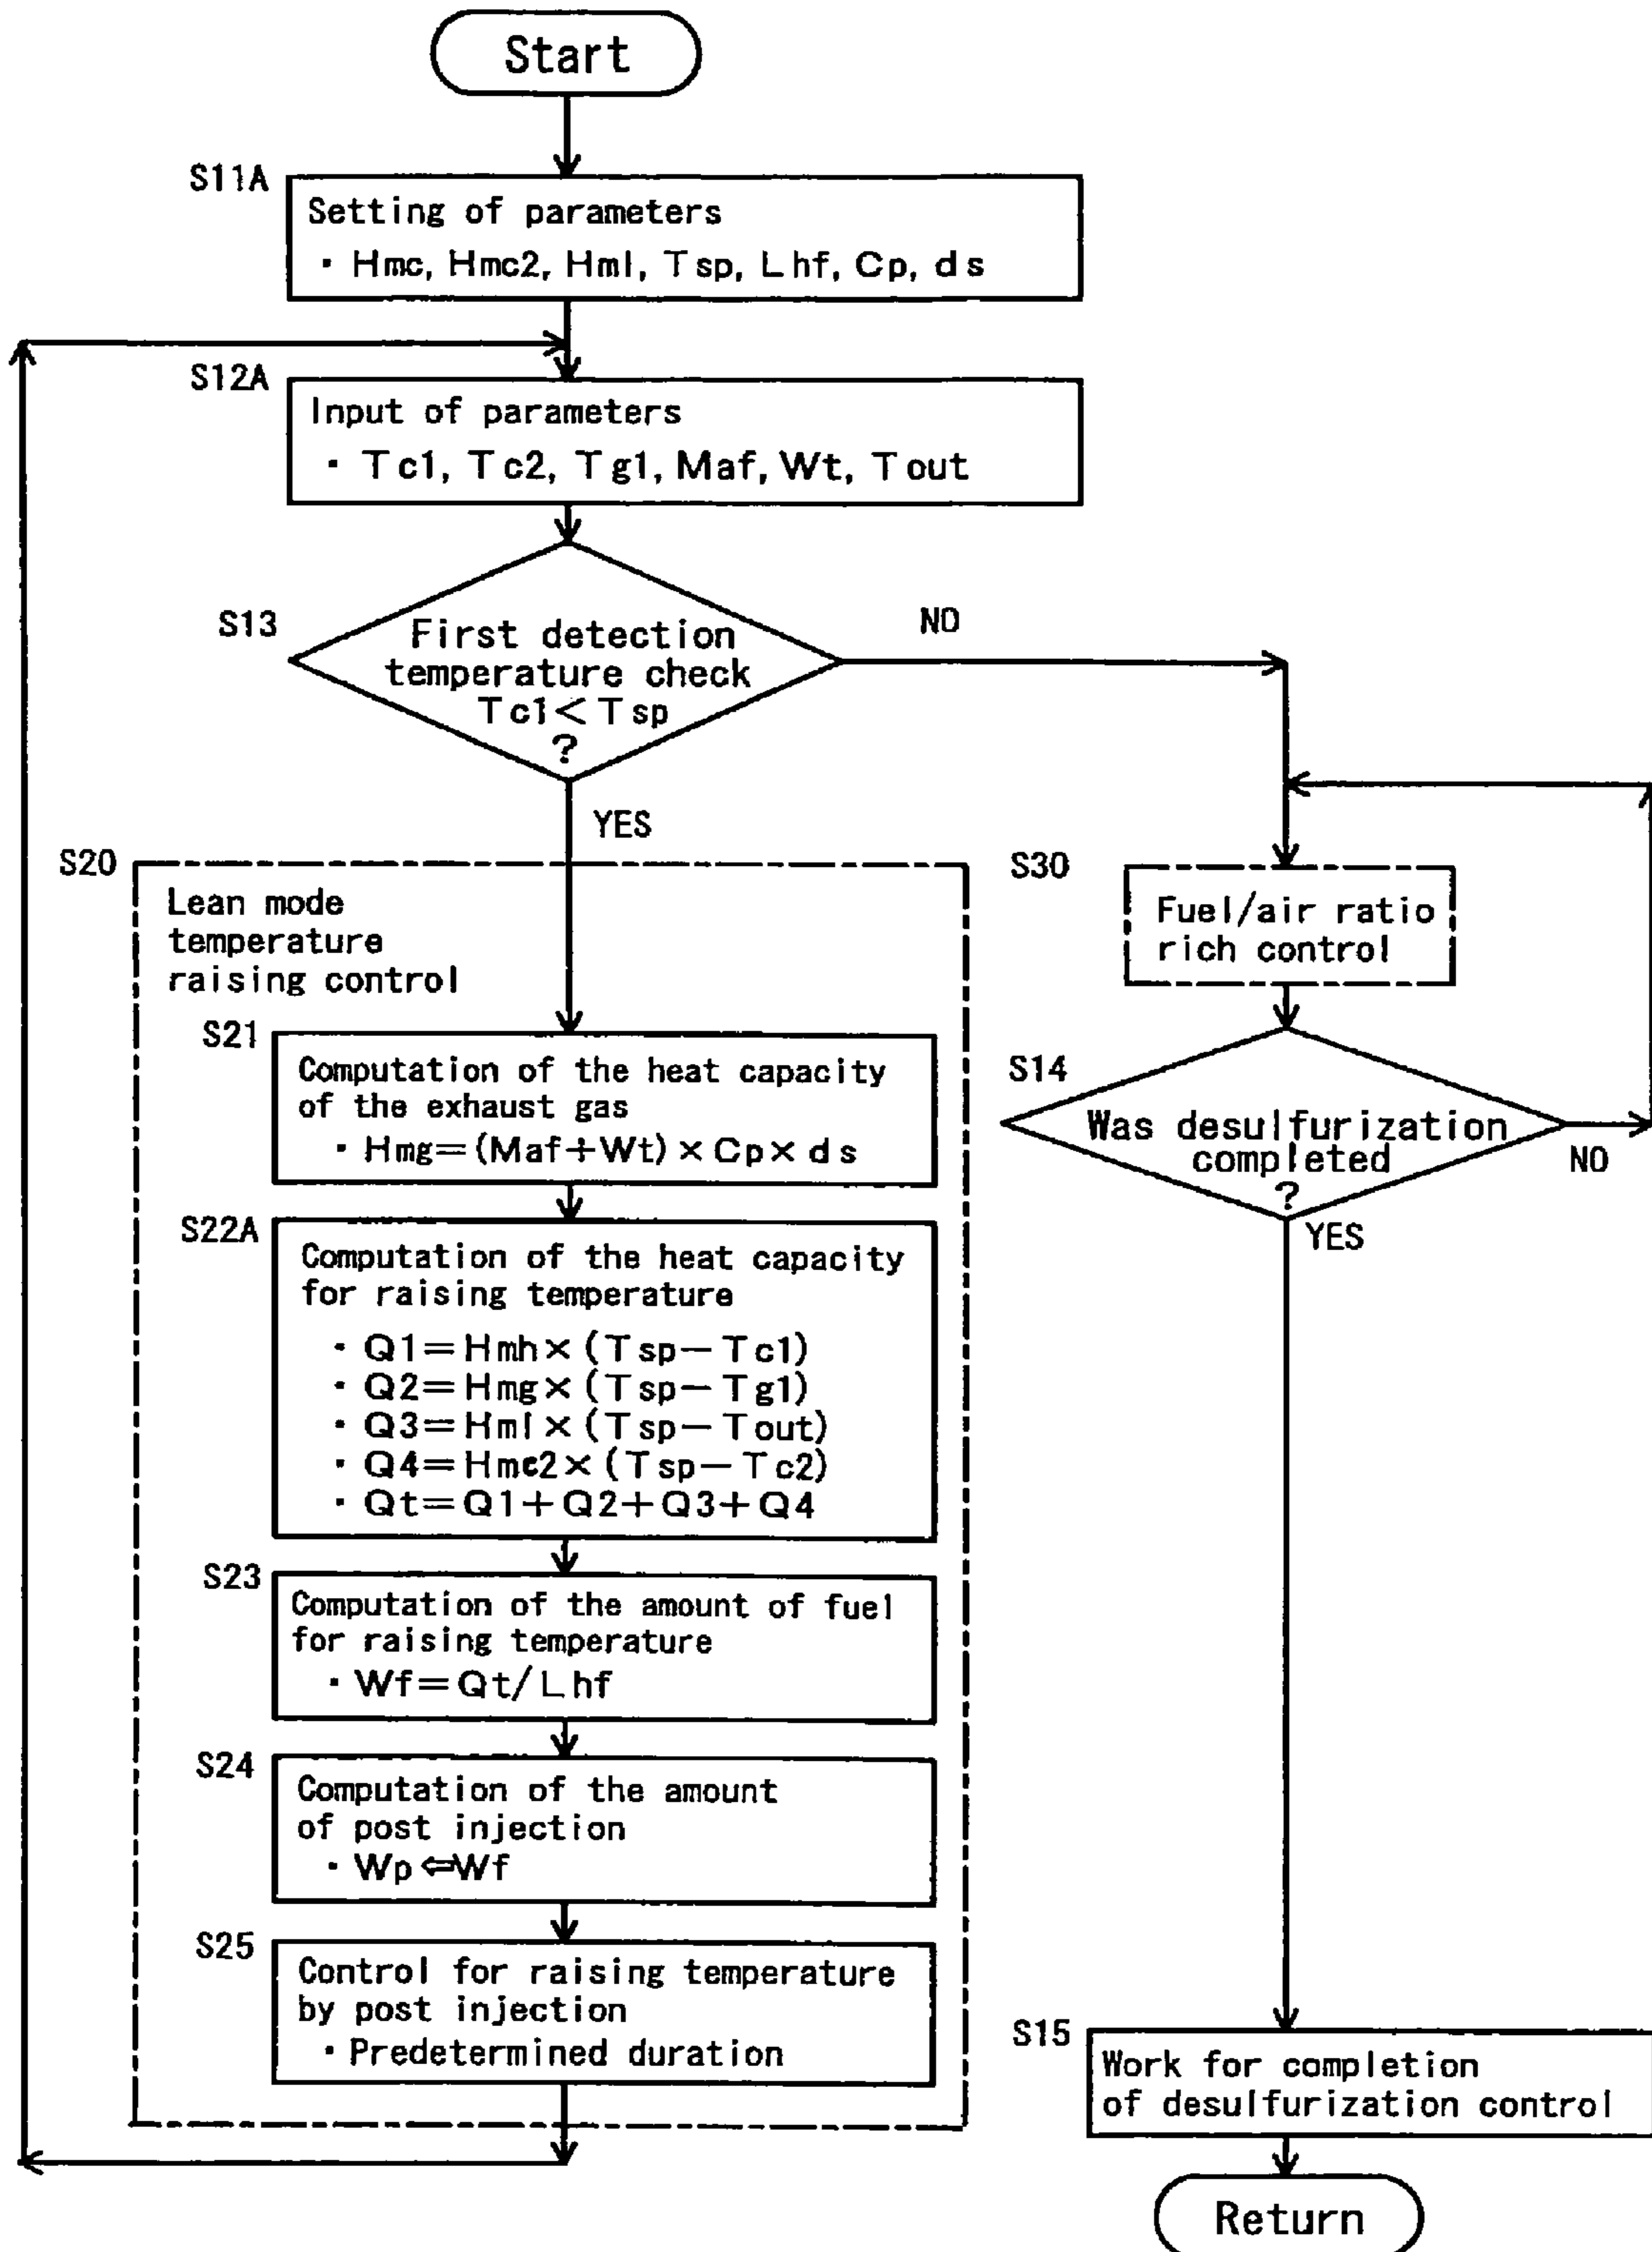 Start
S11A
Setting of parameters
・Hmc, Hmc2, Hml, Tsp, Lhf, Cp, ds
S12A
Input of parameters
・Tc1, Tc2, Tg1, Maf, Wt, Tout
S13
First detection
temperature check
Tc1<Tsp
?
NO
YES
S20
Lean mode
temperature
raising control
S21
Computation of the heat capacity
of the exhaust gas
・Hmg=(Maf+Wt)×Cp×ds
S22A
Computation of the heat capacity
for raising temperature
・Q1=Hmh×(Tsp−Tc1)
・Q2=Hmg×(Tsp−Tg1)
・Q3=Hml×(Tsp−Tout)
・Q4=Hmc2×(Tsp−Tc2)
・Qt=Q1+Q2+Q3+Q4
S23
Computation of the amount of fuel
for raising temperature
・Wf=Qt/Lhf
S24
Computation of the amount
of post injection
・Wp⇐Wf
S25
Control for raising temperature
by post injection
・Predetermined duration
S30
Fuel/air ratio
rich control
S14
Was desulfurization
completed
?
NO
YES
S15
Work for completion
of desulfurization control
Return